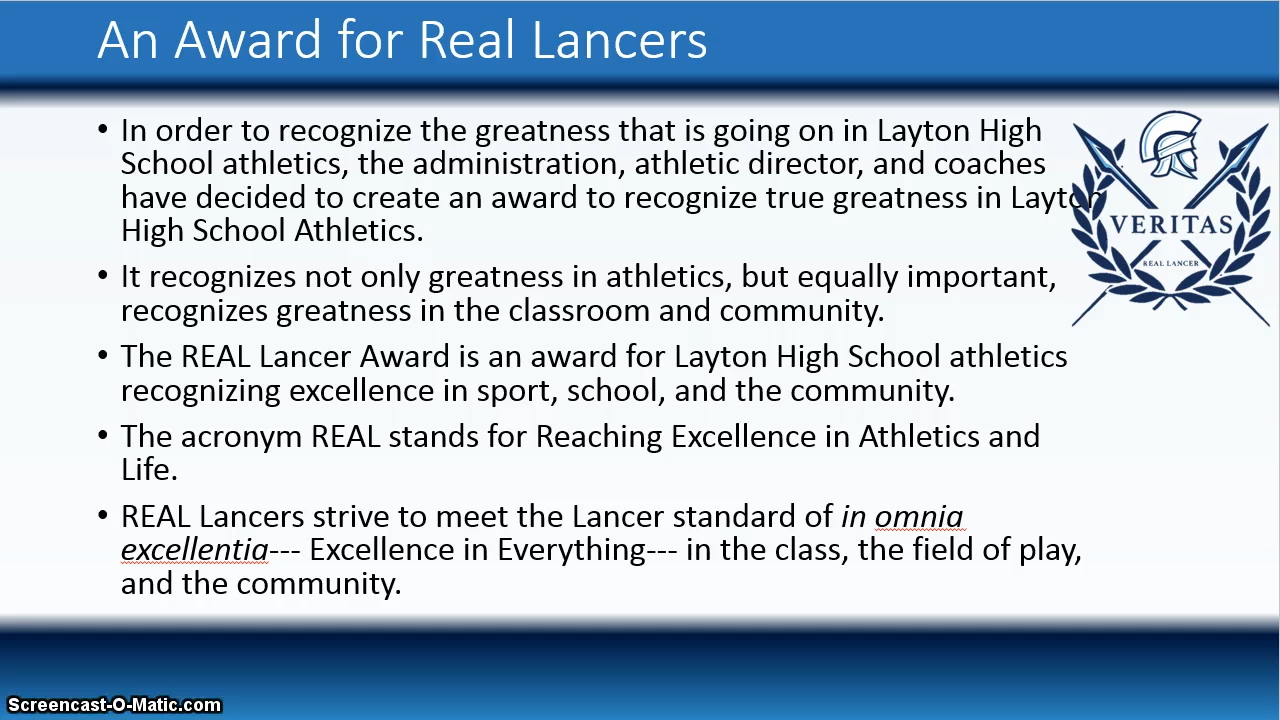 An Award for Real Lancers
• In order to recognize the greatness that is going on in Layton High
School athletics, the administration, athletic director, and coaches
have decided to create an award to recognize true greatness in Layton
High School Athletics.
• It recognizes not only greatness in athletics, but equally important,
recognizes greatness in the classroom and community.
• The REAL Lancer Award is an award for Layton High School athletics
recognizing excellence in sport, school, and the community.
• The acronym REAL stands for Reaching Excellence in Athletics and
Life.
• REAL Lancers strive to meet the Lancer standard of in omnia
excellentia--- Excellence in Everything--- in the class, the field of play,
and the community.
VERITAS
REAL LANCER
Screencast-O-Matic.com